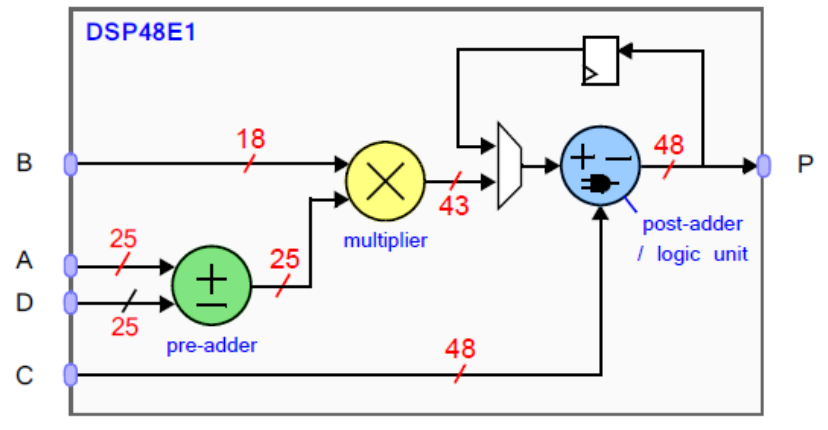 DSP48E1
18
B
48
P
43
multiplier
post-adder
/ logic unit
25
A
25
D
25
pre-adder
48
C